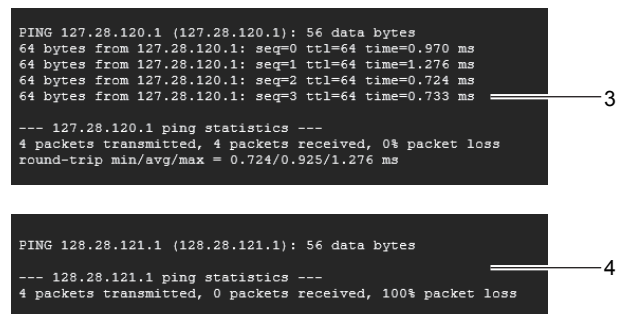 PING 127.28.120.1 (127.28.120.1): 56 data bytes
64 bytes from 127.28.120.1: seq=0 ttl=64 time=0.970 ms
64 bytes from 127.28.120.1: seq=1 ttl=64 time=1.276 ms
64 bytes from 127.28.120.1: seq=2 ttl=64 time=0.724 ms
64 bytes from 127.28.120.1: seq=3 ttl=64 time=0.733 ms
3
--- 127.28.120.1 ping statistics ---
4 packets transmitted, 4 packets received, 0% packet loss
round-trip min/avg/max = 0.724/0.925/1.276 ms
PING 128.28.121.1 (128.28.121.1): 56 data bytes
4
--- 128.28.121.1 ping statistics ---
4 packets transmitted, 0 packets received, 100% packet loss